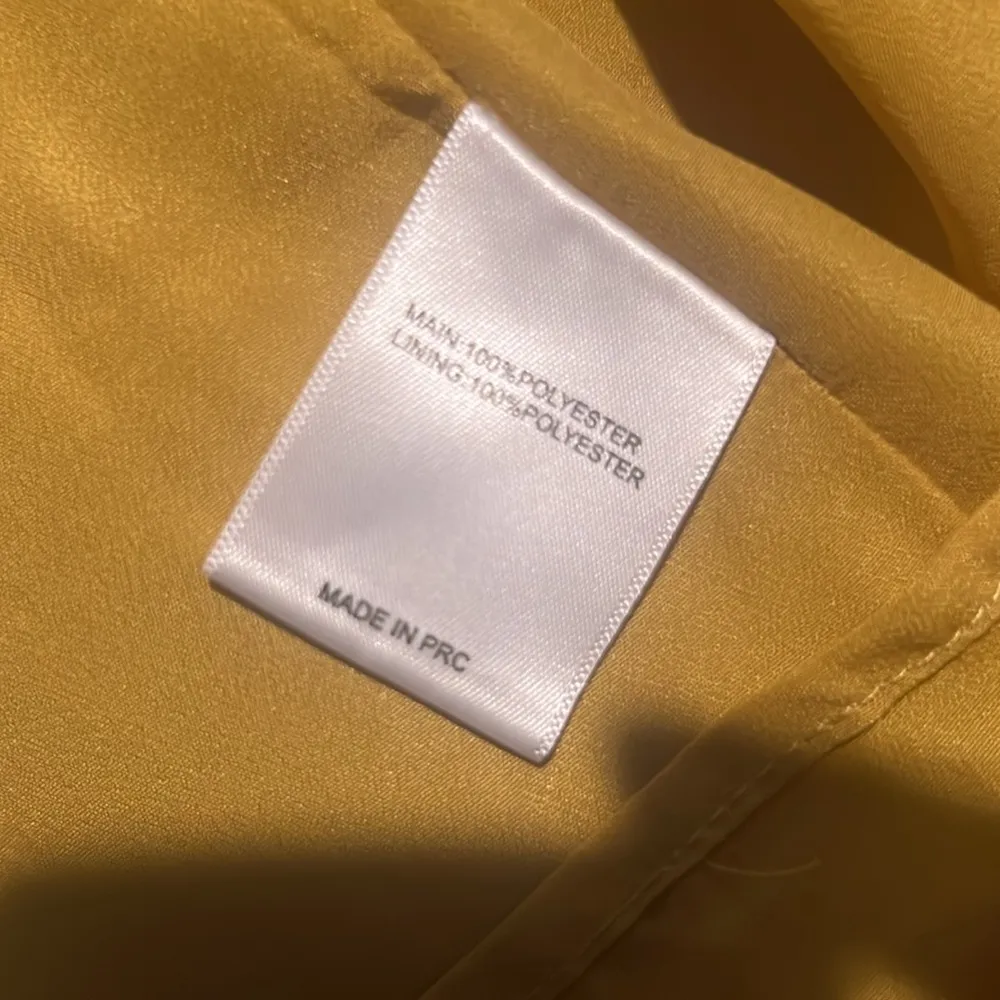 MAIN:100%POLYESTER
LINING:100%POLYESTER
MADE IN PRC